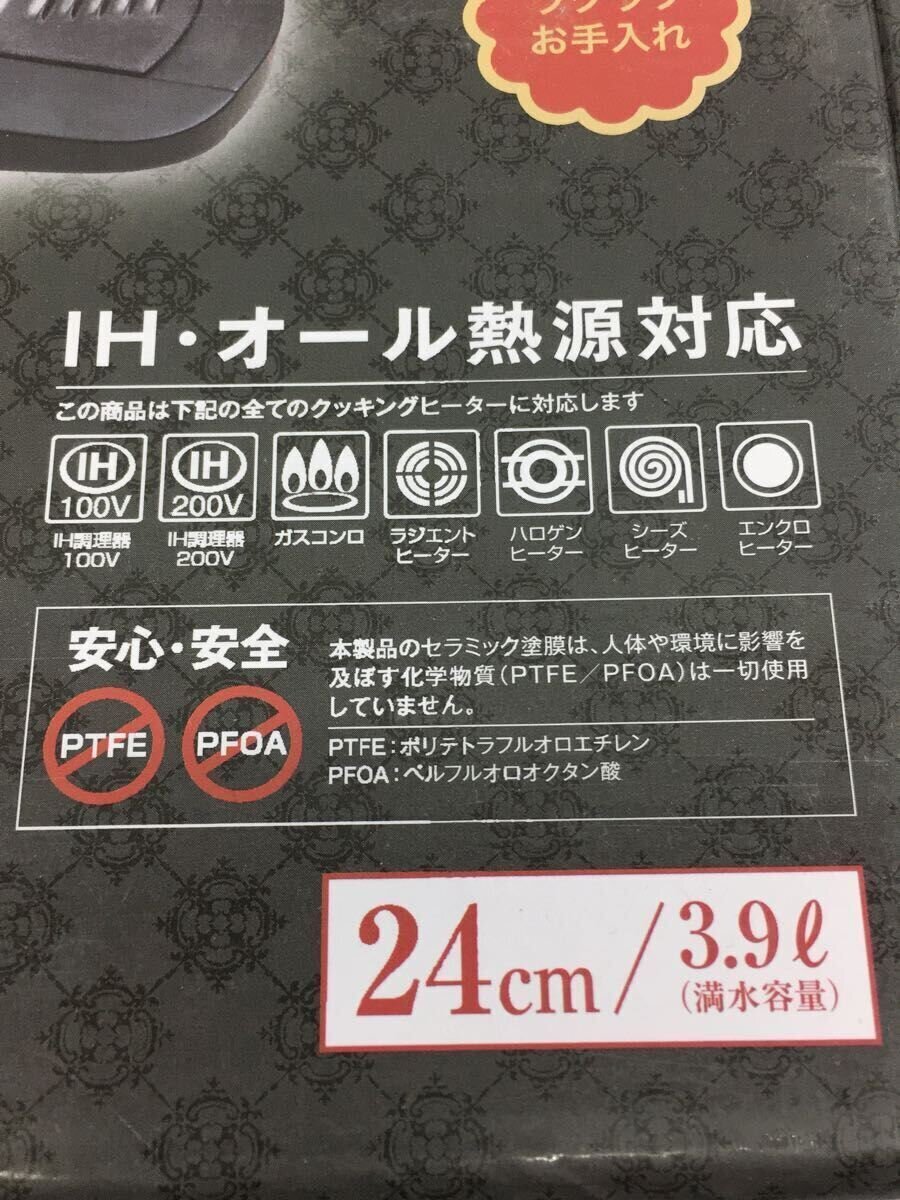 お手入れ
IH・オール熱源対応
この商品は下記の全てのクッキングヒーターに対応します
IH
100V
IH
200V
IH調理器
100V
IH調理器
200V
ガスコンロ
ラジエント
ヒーター
ハロゲン
ヒーター
シーズ
ヒーター
エンクロ
ヒーター
安心・安全
PTFE
PFOA
本製品のセラミック塗膜は、人体や環境に影響を
及ぼす化学物質(PTFE／PFOA)は一切使用
していません。
PTFE：ポリテトラフルオロエチレン
PFOA：ペルフルオロオクタン酸
24cm/3.9ℓ
(満水容量)